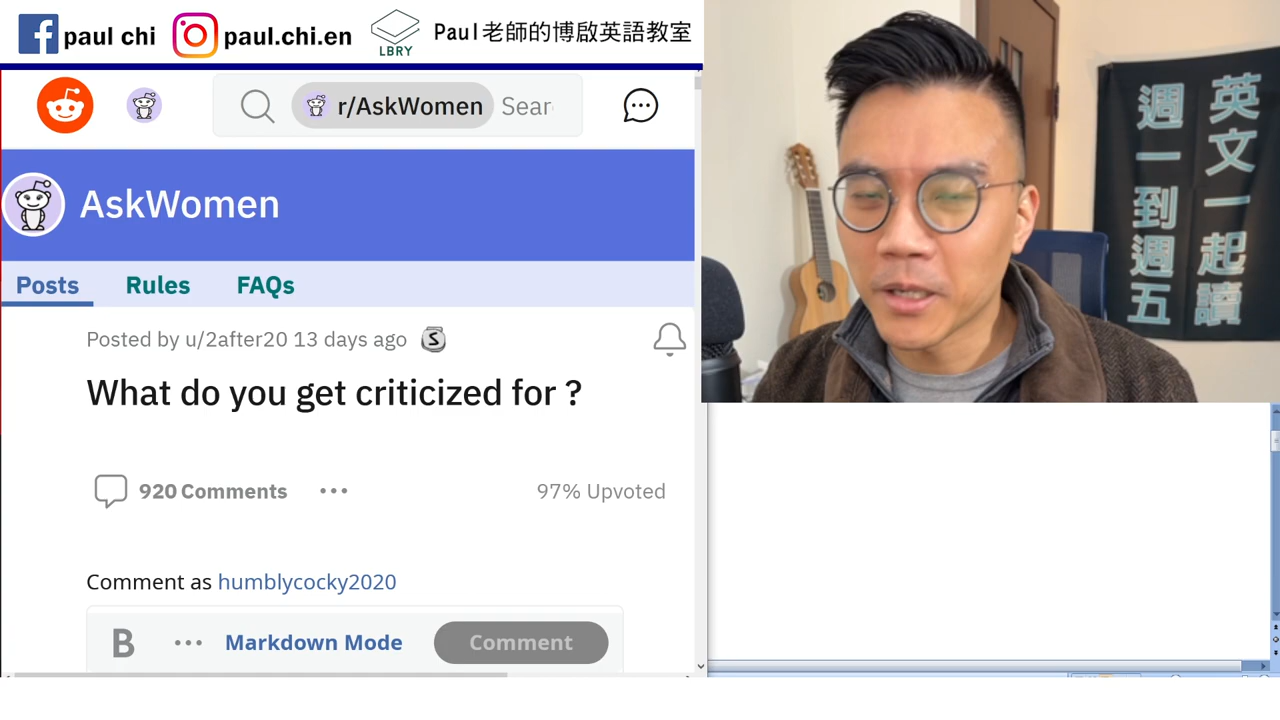 paul chi
paul.chi.en
LBRY
Paul老師的博啟英語教室
r/AskWomen
Sear
AskWomen
Posts
Rules
FAQs
Posted by u/2after20 13 days ago
S
What do you get criticized for ?
920 Comments
97% Upvoted
Comment as humblycocky2020
B
Markdown Mode
Comment
英文一起讀
週一到週五